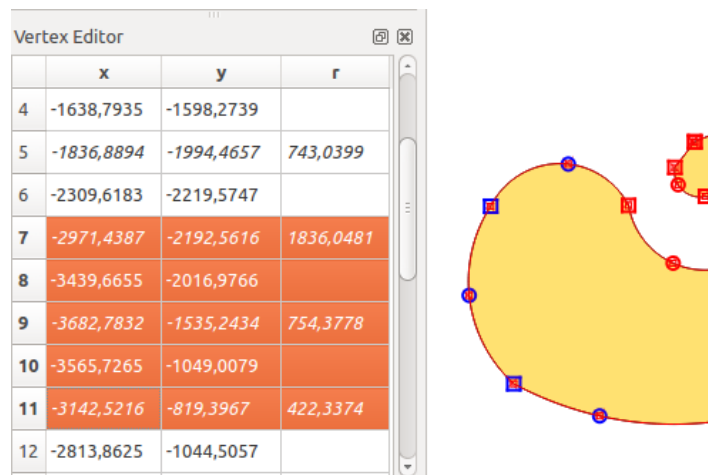 Vertex Editor
x y r
4 -1638,7935 -1598,2739
5 -1836,8894 -1994,4657 743,0399
6 -2309,6183 -2219,5747
7 -2971,4387 -2192,5616 1836,0481
8 -3439,6655 -2016,9766
9 -3682,7832 -1535,2434 754,3778
10 -3565,7265 -1049,0079
11 -3142,5216 -819,3967 422,3374
12 -2813,8625 -1044,5057